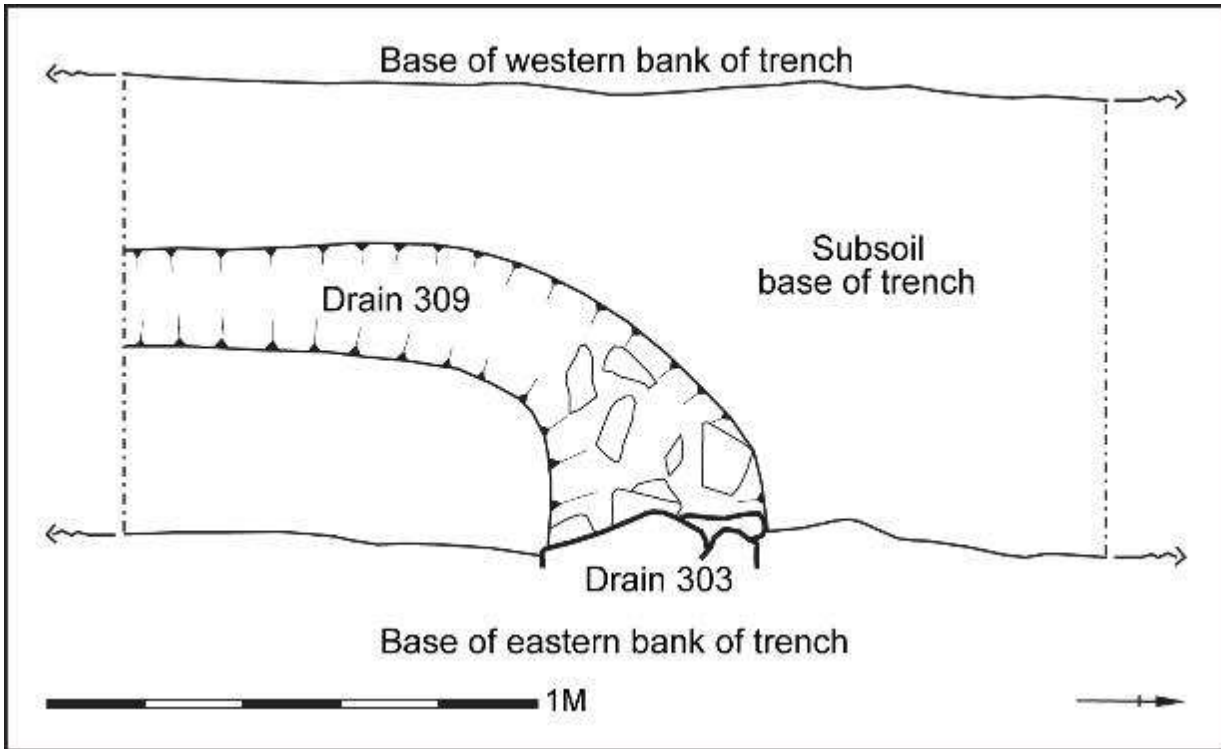 Base of western bank of trench
Subsoil
base of trench
Drain 309
Drain 303
Base of eastern bank of trench
1M